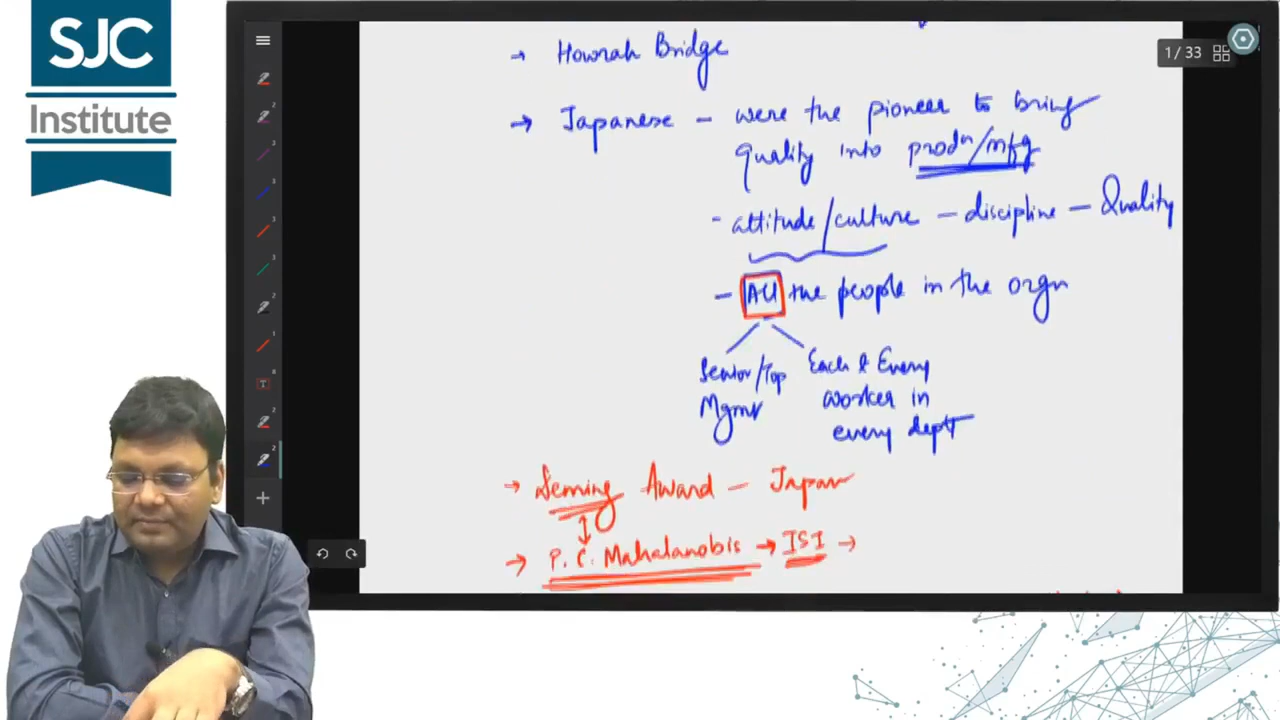 SJC
Institute
1 / 33
→ Howrah Bridge
→ Japanese – were the pioneer to bring
quality into prodn/mfg
- attitude/culture – discipline – Quality
– All the people in the orgn
Senior/Top
Mgmt
Each & Every
worker in
every deptt
→ Deming Award – Japan
→ P. C. Mahalanobis → ISI →